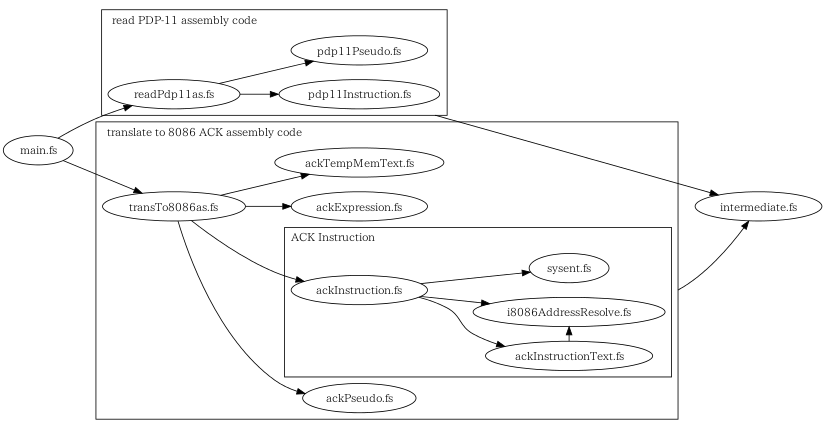 read PDP-11 assembly code
pdp11Pseudo.fs
readPdp11as.fs
pdp11Instruction.fs
main.fs
translate to 8086 ACK assembly code
ackTempMemText.fs
transTo8086as.fs
ackExpression.fs
intermediate.fs
ACK Instruction
sysent.fs
ackInstruction.fs
i8086AddressResolve.fs
ackInstructionText.fs
ackPseudo.fs